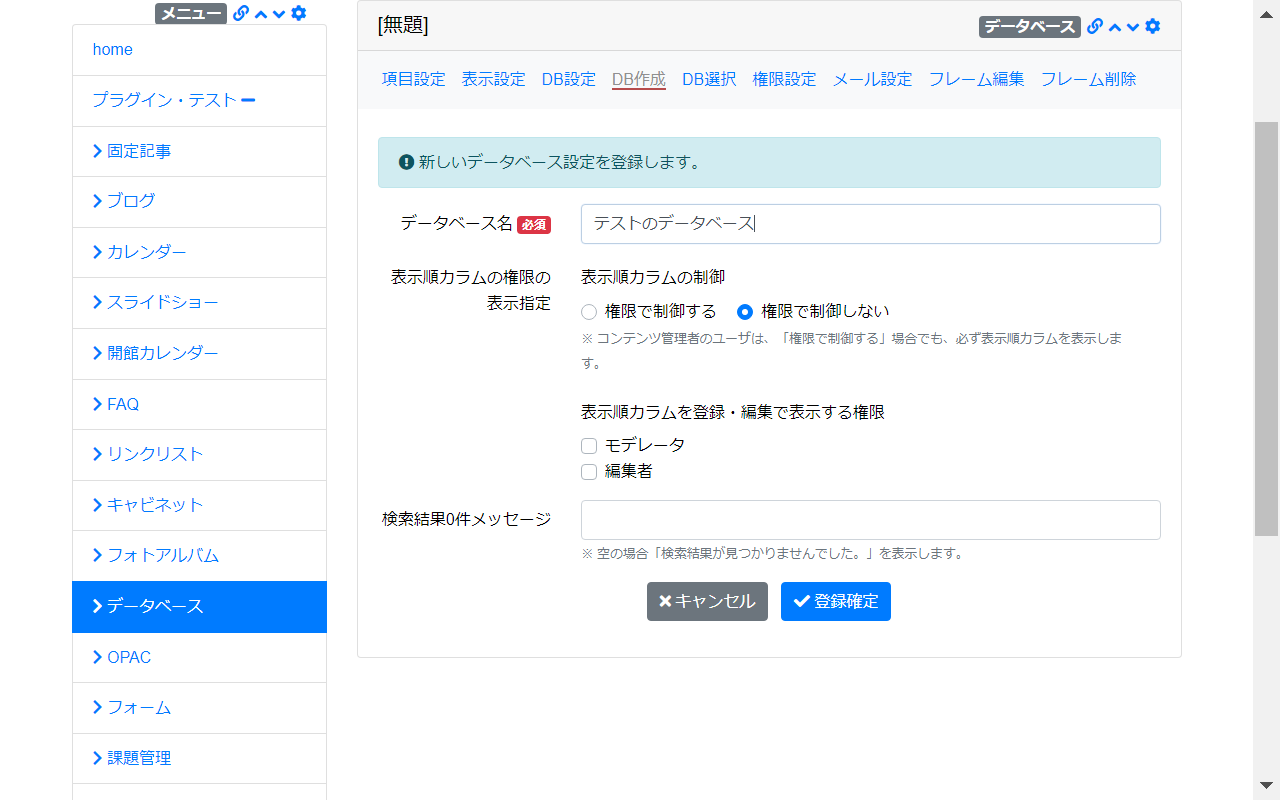 メニュー
home
プラグイン・テスト
固定記事
ブログ
カレンダー
スライドショー
開館カレンダー
FAQ
リンクリスト
キャビネット
フォトアルバム
データベース
OPAC
フォーム
課題管理
[無題]
データベース
項目設定 表示設定 DB設定 DB作成 DB選択 権限設定 メール設定 フレーム編集 フレーム削除
新しいデータベース設定を登録します。
データベース名 必須 テストのデータベース
表示順カラムの権限の
表示指定
表示順カラムの制御
権限で制御する 権限で制御しない
※ コンテンツ管理者のユーザは、「権限で制御する」場合でも、必ず表示順カラムを表示しま
す。
表示順カラムを登録・編集で表示する権限
モデレータ
編集者
検索結果0件メッセージ
※ 空の場合「検索結果が見つかりませんでした。」を表示します。
キャンセル 登録確定